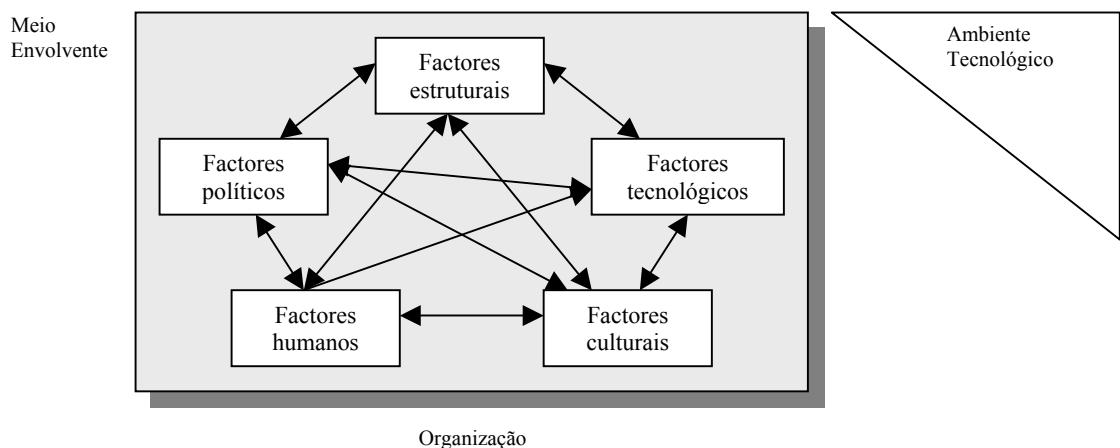 Meio
Envolvente
Ambiente
Tecnológico
Factores
estruturais
Factores
políticos
Factores
tecnológicos
Factores
humanos
Factores
culturais
Organização